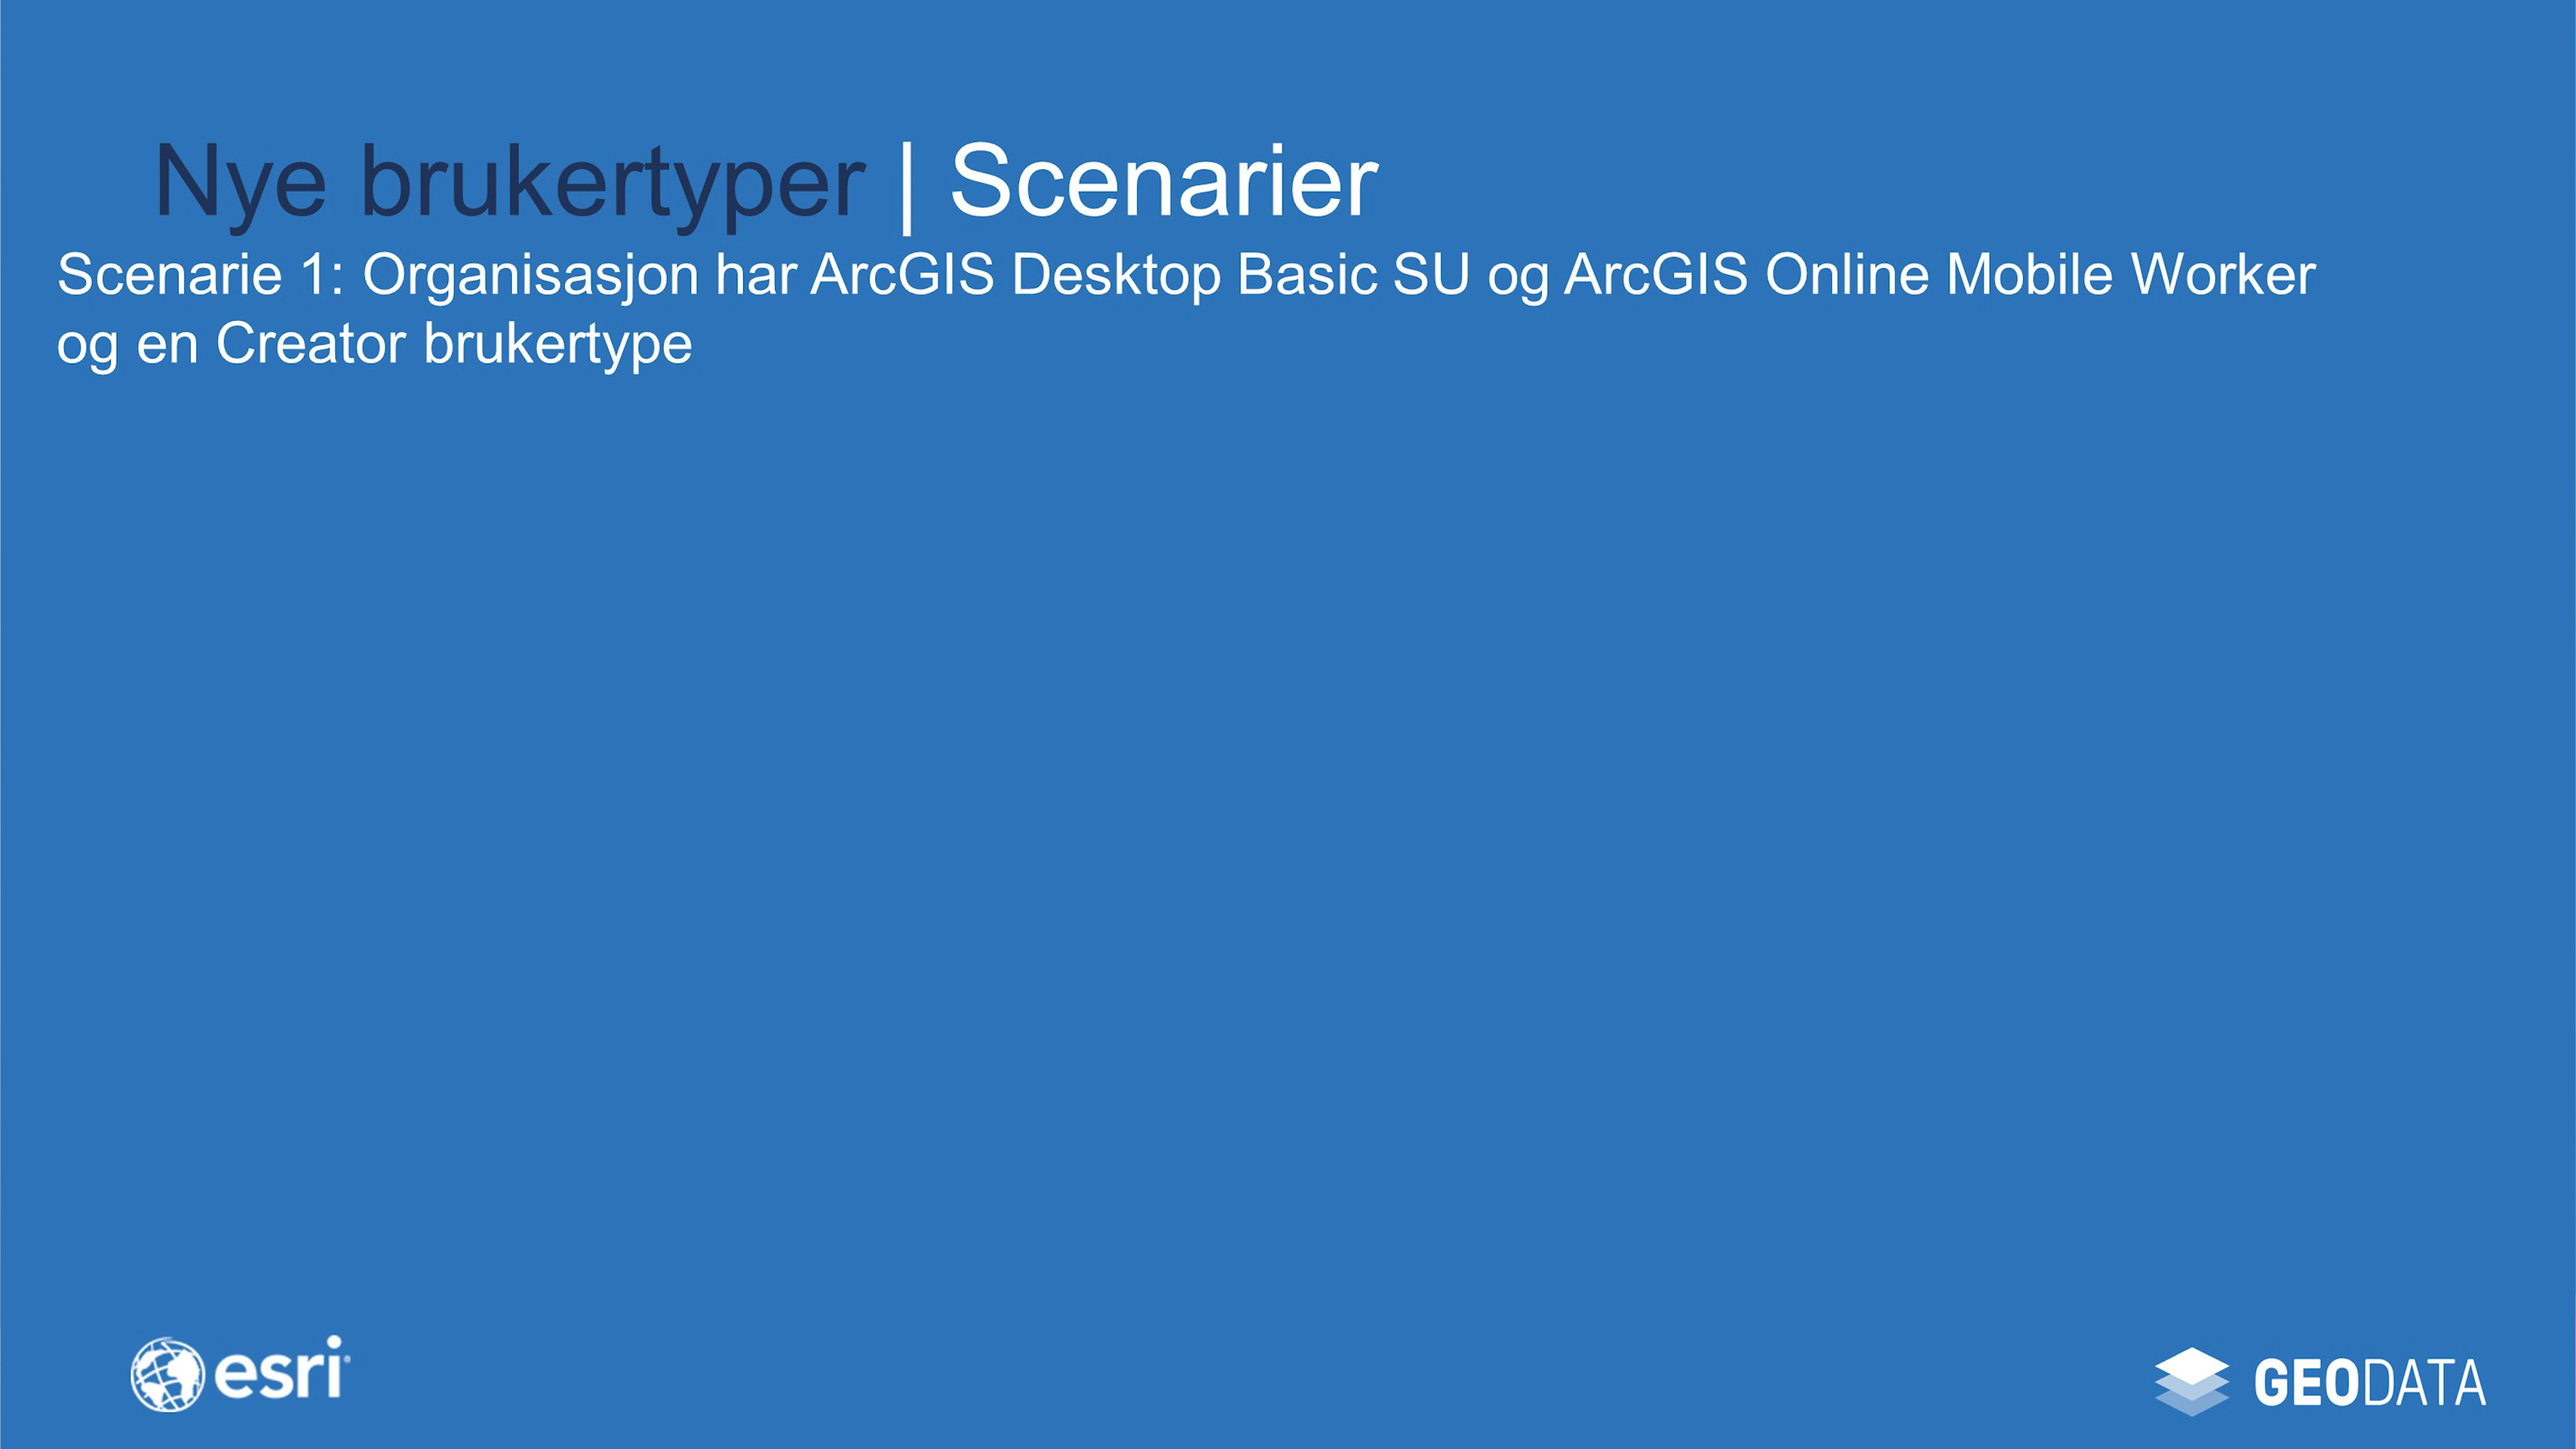 Nye brukertyper | Scenarier
Scenarie 1: Organisasjon har ArcGIS Desktop Basic SU og ArcGIS Online Mobile Worker
og en Creator brukertype
esri
GEODATA